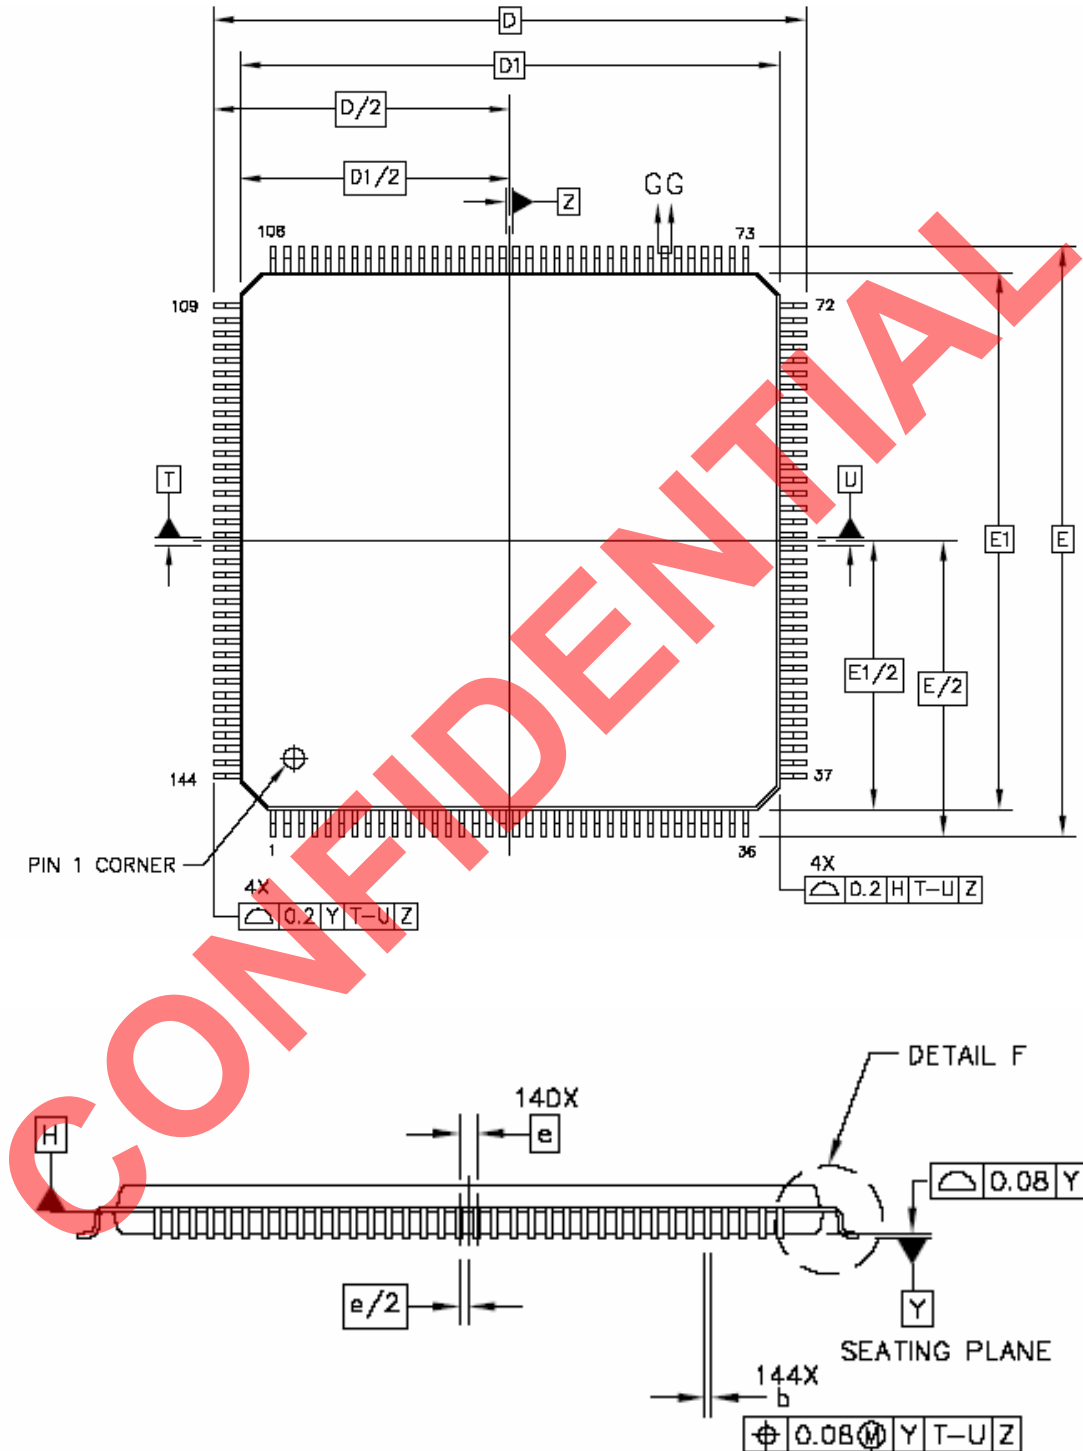 D
D1
D/2
D1/2
Z
GG
108
73
109
72
T
U
E1
E
E1/2
E/2
144
37
1
36
PIN 1 CORNER
4X
0.2 Y T-U Z
4X
0.2 H T-U Z
CONFIDENTIAL
DETAIL F
140X
e
H
0.08 Y
e/2
Y
SEATING PLANE
144X
b
0.08 Ⓜ Y T-U Z